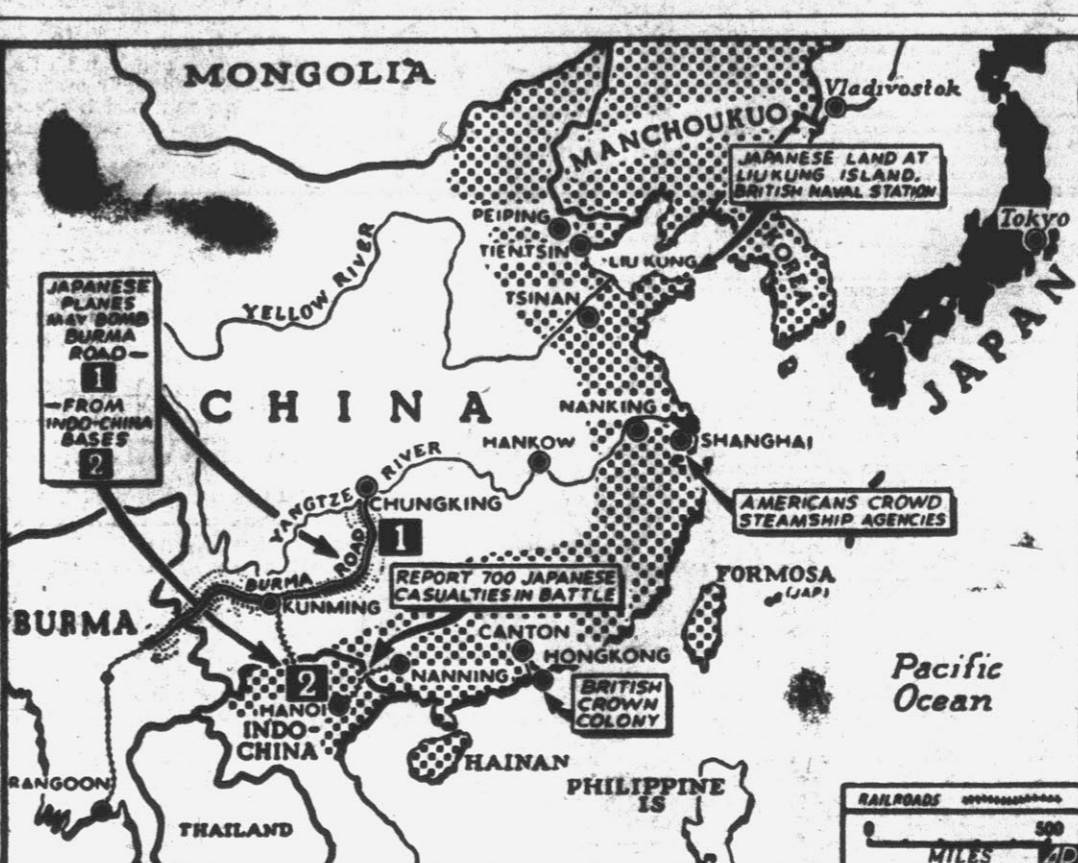 MONGOLIA
MANCHOUKUO
Vladivostok
JAPANESE LAND AT
LIUKUNG ISLAND,
BRITISH NAVAL STATION
PEIPING
TIENTSIN
LIU KUNG
KOREA
Tokyo
JAPAN
YELLOW RIVER
TSINAN
JAPANESE
PLANES
MAY BOMB
BURMA
ROAD—
1
—FROM
INDO-CHINA
BASES
2
CHINA
NANKING
SHANGHAI
HANKOW
YANGTZE RIVER
CHUNGKING
AMERICANS CROWD
STEAMSHIP AGENCIES
1
BURMA ROAD
KUNMING
REPORT 700 JAPANESE
CASUALTIES IN BATTLE
FORMOSA
(JAP)
BURMA
CANTON
HONGKONG
NANNING
BRITISH
CROWN
COLONY
2
HANOI
INDO-
CHINA
HAINAN
Pacific
Ocean
PHILIPPINE
IS
RANGOON
THAILAND
RAILROADS
0 500
MILES